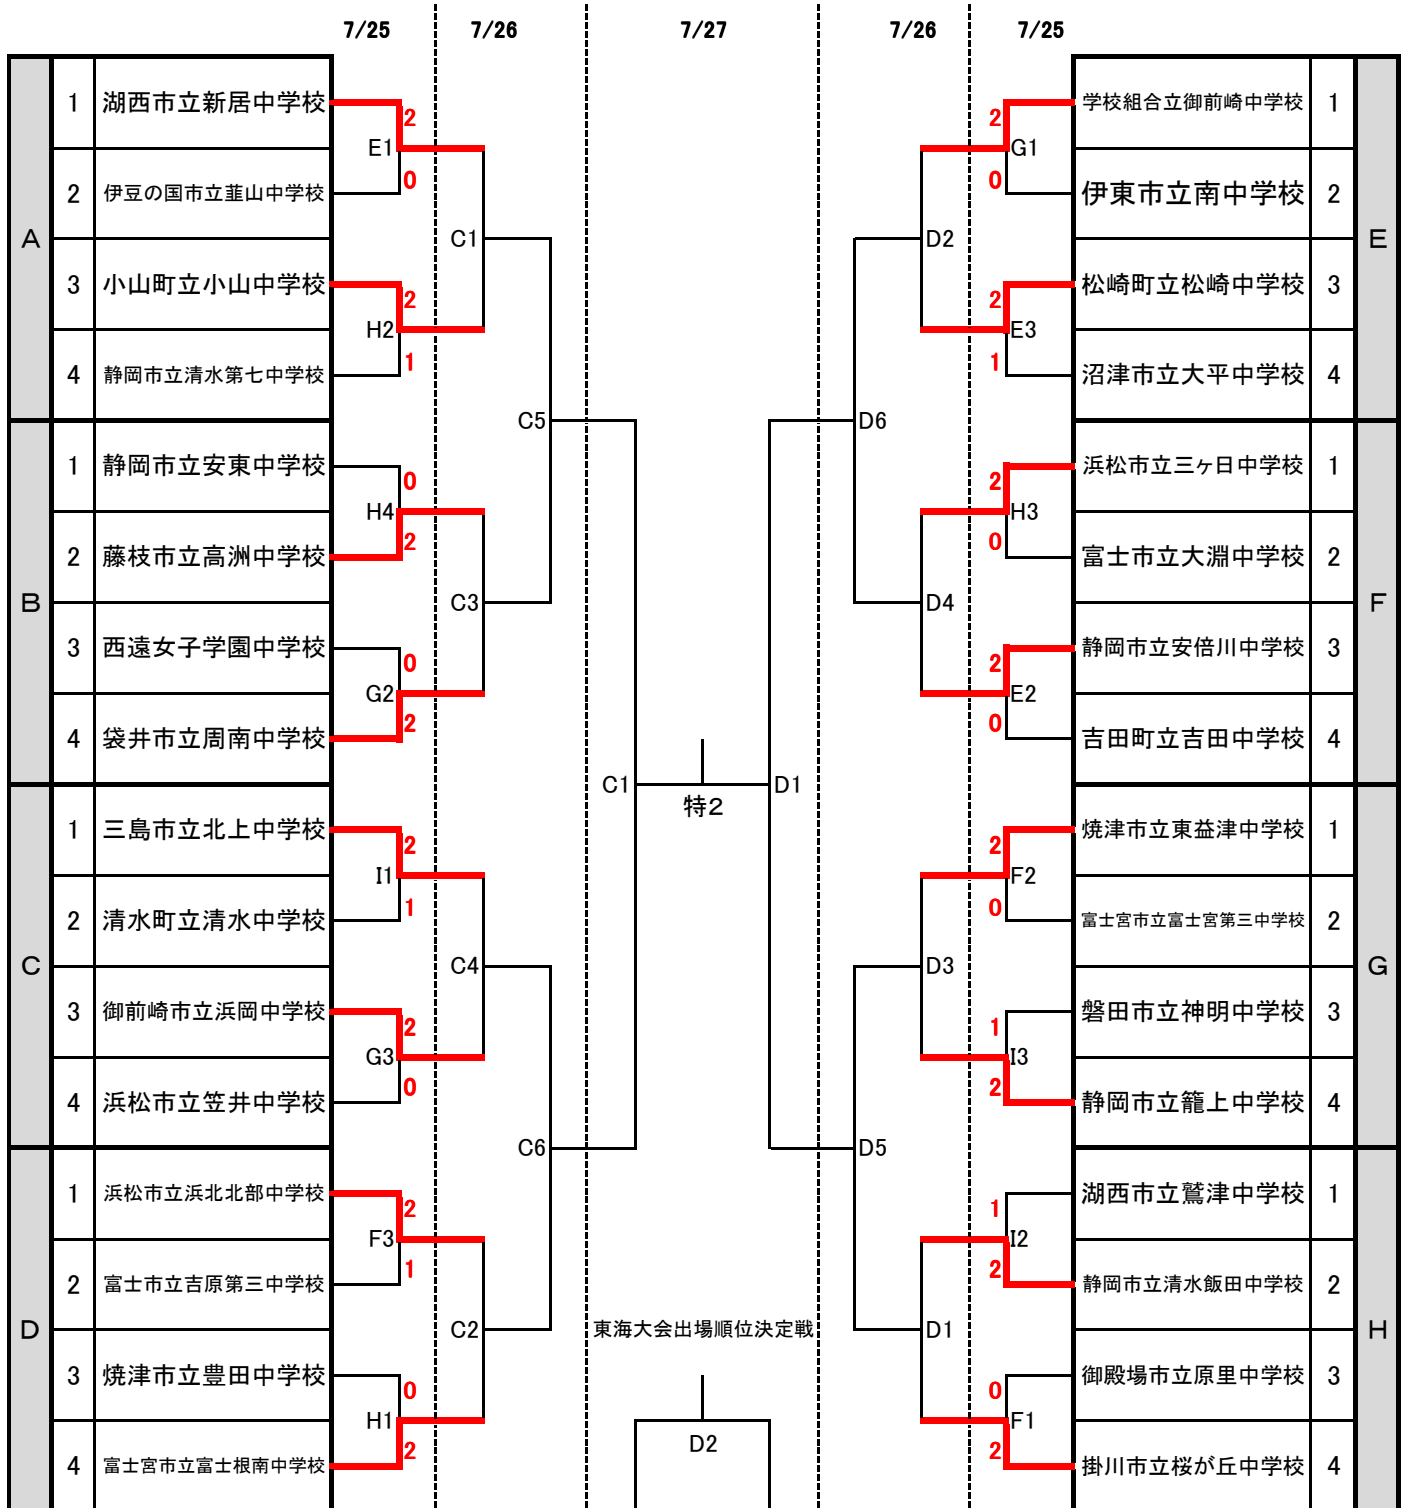 7/25 7/26 7/27 7/26 7/25
A
1 湖西市立新居中学校
2
E1
0
2 伊豆の国市立韮山中学校
C1
3 小山町立小山中学校
2
H2
1
4 静岡市立清水第七中学校
C5
B
1 静岡市立安東中学校
0
H4
2
2 藤枝市立高洲中学校
C3
3 西遠女子学園中学校
0
G2
2
4 袋井市立周南中学校
C1
特2
D1
C
1 三島市立北上中学校
2
I1
1
2 清水町立清水中学校
C4
3 御前崎市立浜岡中学校
2
G3
0
4 浜松市立笠井中学校
C6
D
1 浜松市立浜北北部中学校
2
F3
1
2 富士市立吉原第三中学校
C2
3 焼津市立豊田中学校
0
H1
2
4 富士宮市立富士根南中学校
東海大会出場順位決定戦
D2
学校組合立御前崎中学校 1
2
G1
0
伊東市立南中学校 2
D2
E
松崎町立松崎中学校 3
2
E3
1
沼津市立大平中学校 4
D6
浜松市立三ヶ日中学校 1
2
H3
0
富士市立大淵中学校 2
D4
F
静岡市立安倍川中学校 3
2
E2
0
吉田町立吉田中学校 4
焼津市立東益津中学校 1
2
F2
0
富士宮市立富士宮第三中学校 2
D3
G
磐田市立神明中学校 3
1
I3
2
静岡市立籠上中学校 4
D5
湖西市立鷲津中学校 1
1
I2
2
静岡市立清水飯田中学校 2
D1
H
御殿場市立原里中学校 3
0
F1
2
掛川市立桜が丘中学校 4